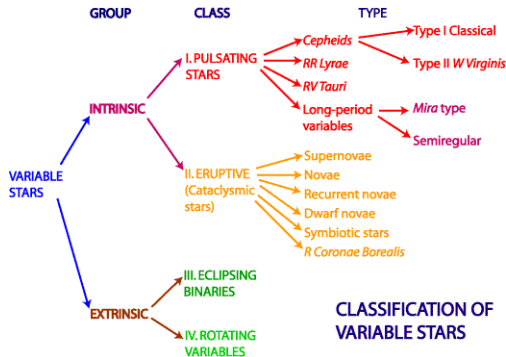 GROUP CLASS TYPE
I. PULSATING
STARS
Cepheids
Type I Classical
Type II W Virginis
RR Lyrae
RV Tauri
Long-period
variables
Mira type
Semiregular
INTRINSIC
VARIABLE
STARS
II. ERUPTIVE
(Cataclysmic
stars)
Supernovae
Novae
Recurrent novae
Dwarf novae
Symbiotic stars
R Coronae Borealis
EXTRINSIC
III. ECLIPSING
BINARIES
IV. ROTATING
VARIABLES
CLASSIFICATION OF
VARIABLE STARS